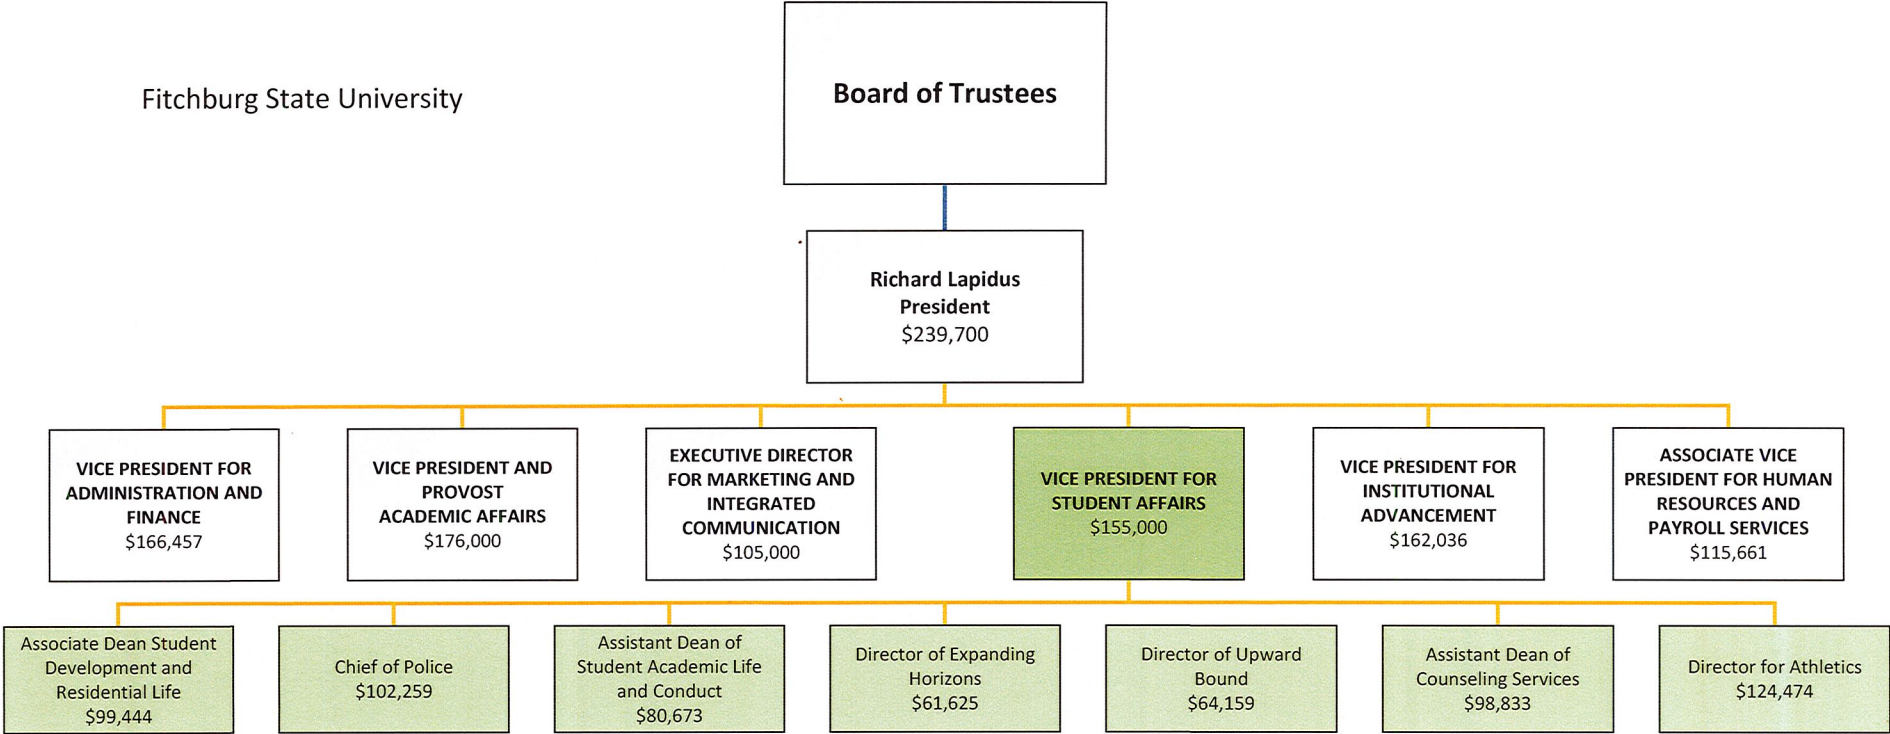 Fitchburg State University
Board of Trustees
Richard Lapidus
President
$239,700
VICE PRESIDENT FOR
ADMINISTRATION AND
FINANCE
$166,457
VICE PRESIDENT AND
PROVOST
ACADEMIC AFFAIRS
$176,000
EXECUTIVE DIRECTOR
FOR MARKETING AND
INTEGRATED
COMMUNICATION
$105,000
VICE PRESIDENT FOR
STUDENT AFFAIRS
$155,000
VICE PRESIDENT FOR
INSTITUTIONAL
ADVANCEMENT
$162,036
ASSOCIATE VICE
PRESIDENT FOR HUMAN
RESOURCES AND
PAYROLL SERVICES
$115,661
Associate Dean Student
Development and
Residential Life
$99,444
Chief of Police
$102,259
Assistant Dean of
Student Academic Life
and Conduct
$80,673
Director of Expanding
Horizons
$61,625
Director of Upward
Bound
$64,159
Assistant Dean of
Counseling Services
$98,833
Director for Athletics
$124,474